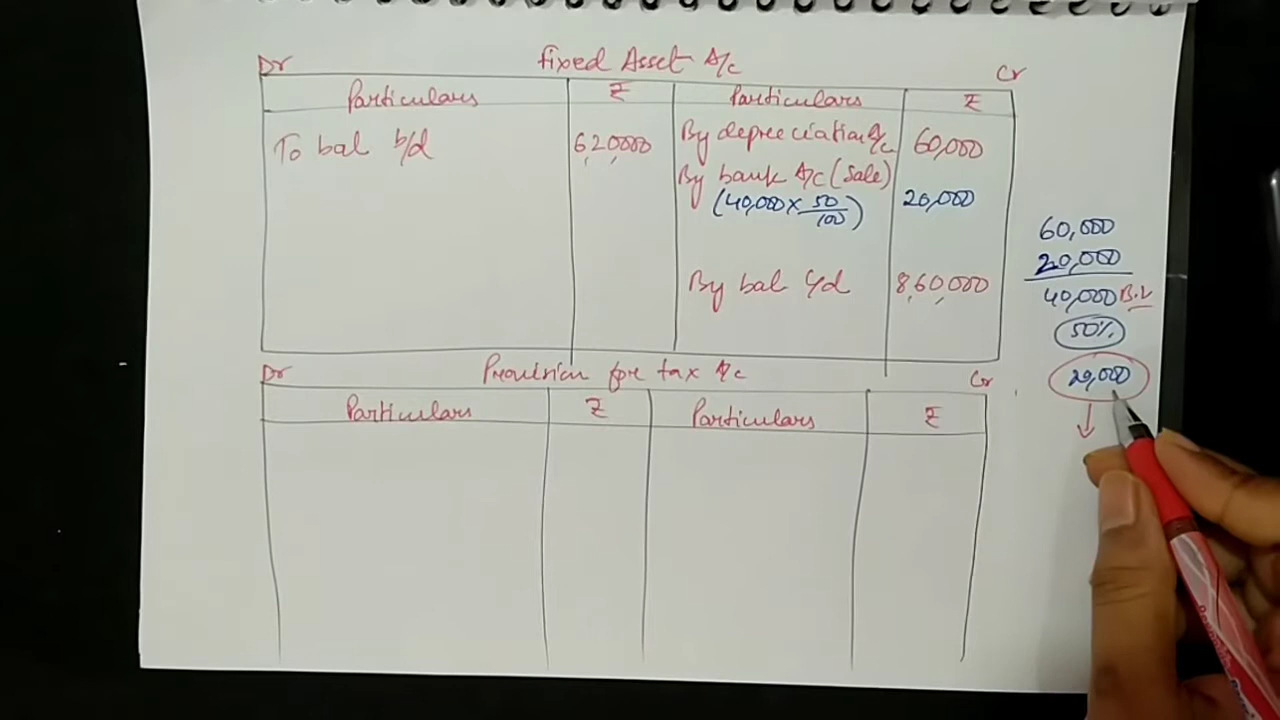 Dr Fixed Asset A/c Cr
Particulars ₹ Particulars ₹
To bal b/d 6,20,000 By depreciation A/c 60,000
By bank A/c (Sale)
(40,000 × 50/100) 20,000
By bal c/d 8,60,000
60,000
20,000
40,000 B.V
50%
20,000
Dr Provision for tax A/c Cr
Particulars ₹ Particulars ₹